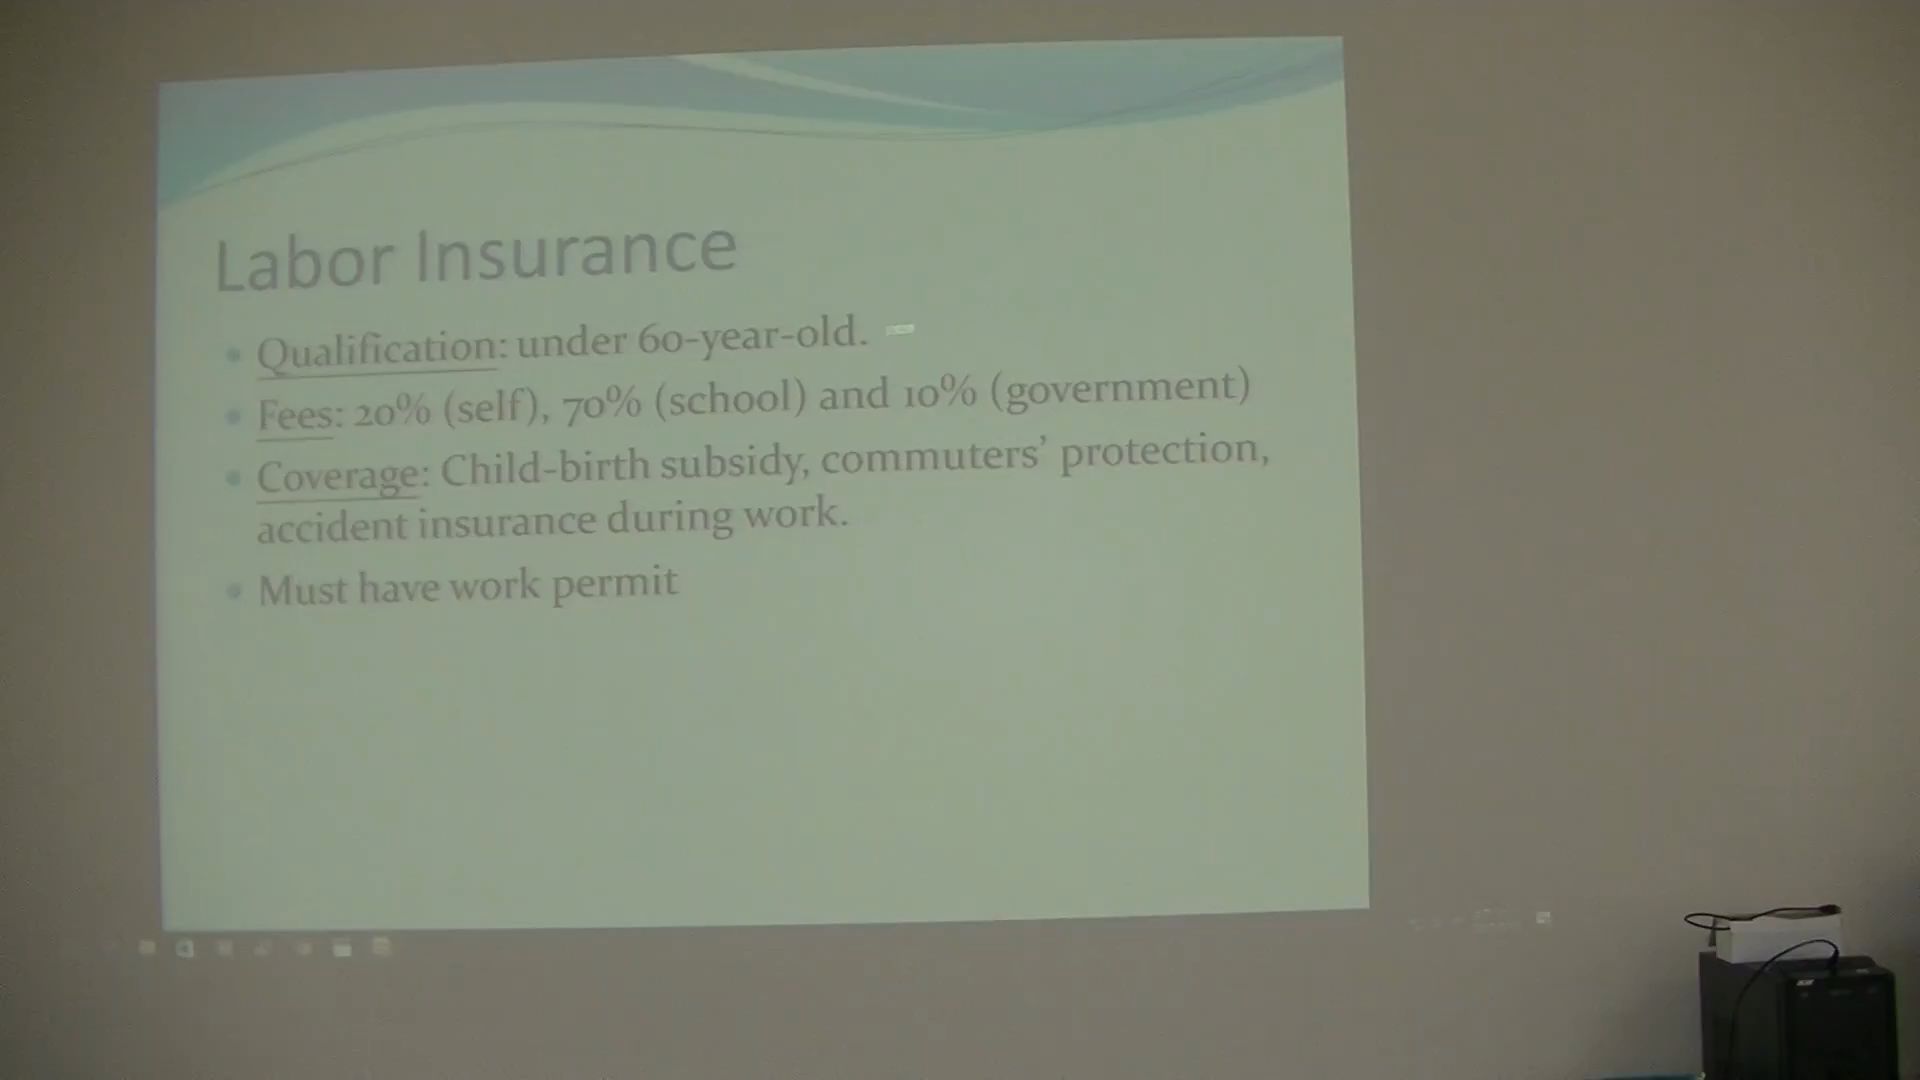 Labor Insurance
Qualification: under 60-year-old.
Fees: 20% (self), 70% (school) and 10% (government)
Coverage: Child-birth subsidy, commuters' protection,
accident insurance during work.
Must have work permit